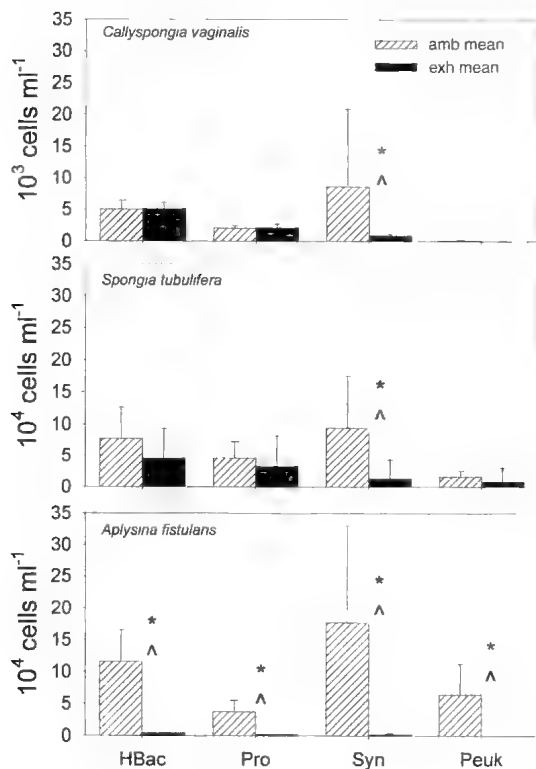 Callyspongia vaginalis
amb mean
exh mean
10³ cells ml⁻¹
35
30
25
20
15
10
5
0
*
^
Spongia tubulifera
10⁴ cells ml⁻¹
35
30
25
20
15
10
5
0
*
^
Aplysina fistulans
10⁴ cells ml⁻¹
35
30
25
20
15
10
5
0
* * * *
^ ^ ^ ^
HBac Pro Syn Peuk